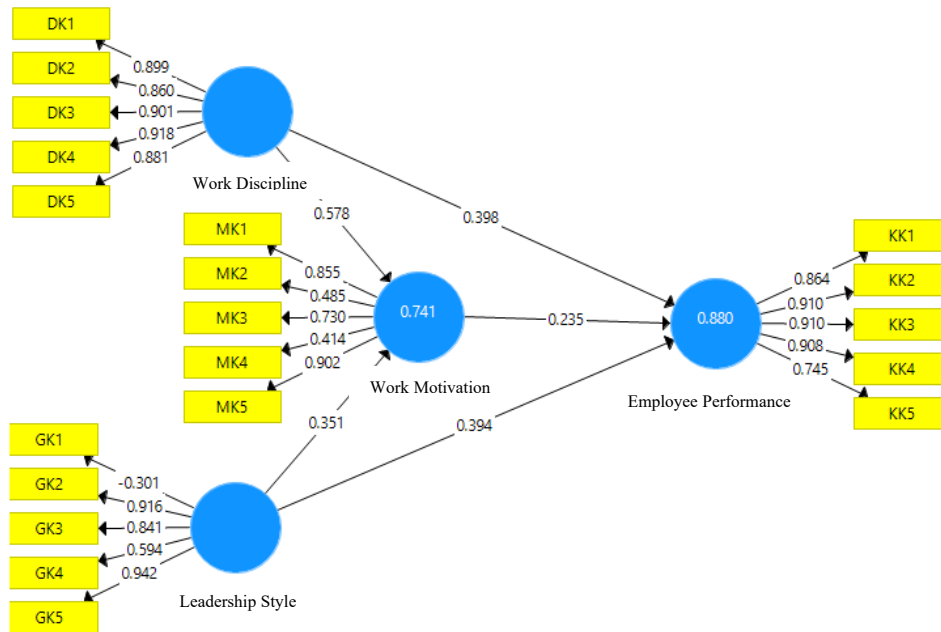 DK1
DK2
DK3
DK4
DK5
0.899
0.860
0.901
0.918
0.881
Work Discipline
0.578
0.398
MK1
MK2
MK3
MK4
MK5
0.855
0.485
0.730
0.414
0.902
0.741
Work Motivation
0.235
0.351
0.394
0.880
Employee Performance
0.864
0.910
0.910
0.908
0.745
KK1
KK2
KK3
KK4
KK5
GK1
GK2
GK3
GK4
GK5
-0.301
0.916
0.841
0.594
0.942
Leadership Style